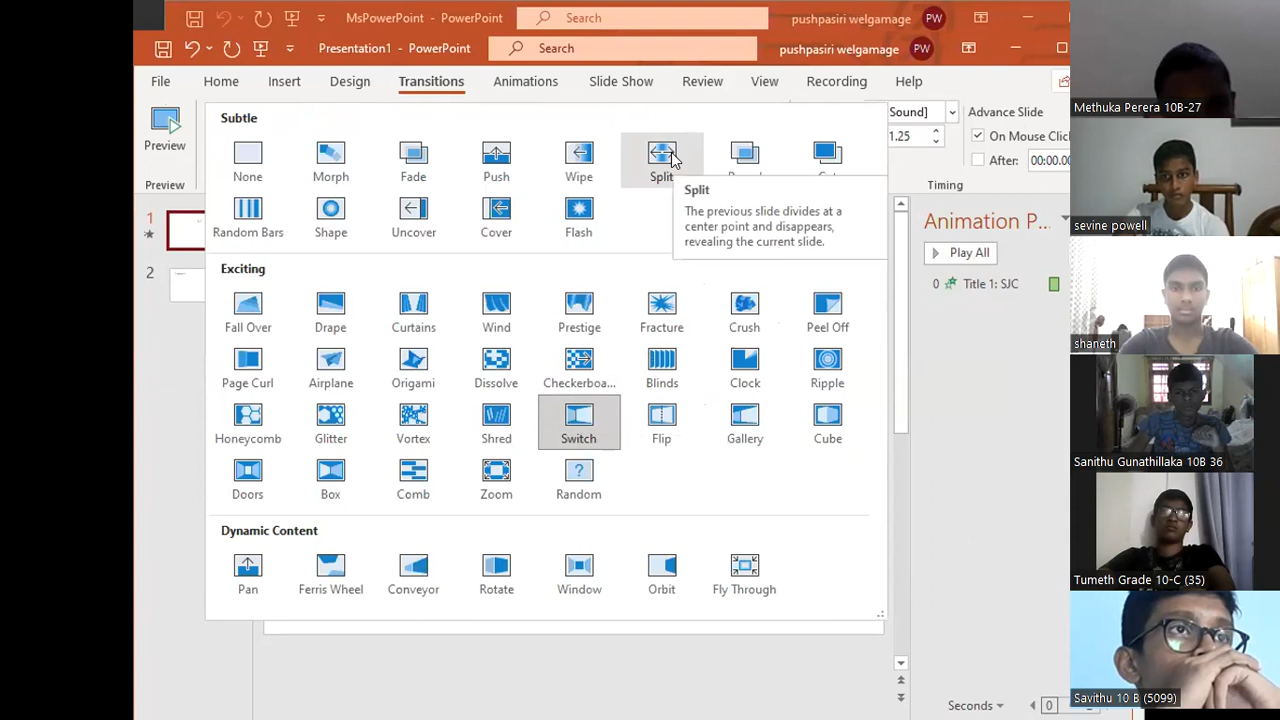 MsPowerPoint - PowerPoint
Search
pushpasiri welgamage
PW
Presentation1 - PowerPoint
Search
pushpasiri welgamage
PW
File Home Insert Design Transitions Animations Slide Show Review View Recording Help
Preview
Preview
Subtle
None Morph Fade Push Wipe Split
Random Bars Shape Uncover Cover Flash
Split
The previous slide divides at a
center point and disappears,
revealing the current slide.
Exciting
Fall Over Drape Curtains Wind Prestige Fracture Crush Peel Off
Page Curl Airplane Origami Dissolve Checkerboa... Blinds Clock Ripple
Honeycomb Glitter Vortex Shred Switch Flip Gallery Cube
Doors Box Comb Zoom Random
?
Dynamic Content
Pan Ferris Wheel Conveyor Rotate Window Orbit Fly Through
Sound]
1.25
Advance Slide
On Mouse Clic
After: 00:00.0
Timing
1
2
Animation P...
Play All
0 Title 1: SJC
Seconds
0
Methuka Perera 10B-27
sevine powell
shaneth
Sanithu Gunathillaka 10B 36
Tumeth Grade 10-C (35)
Savithu 10 B (5099)